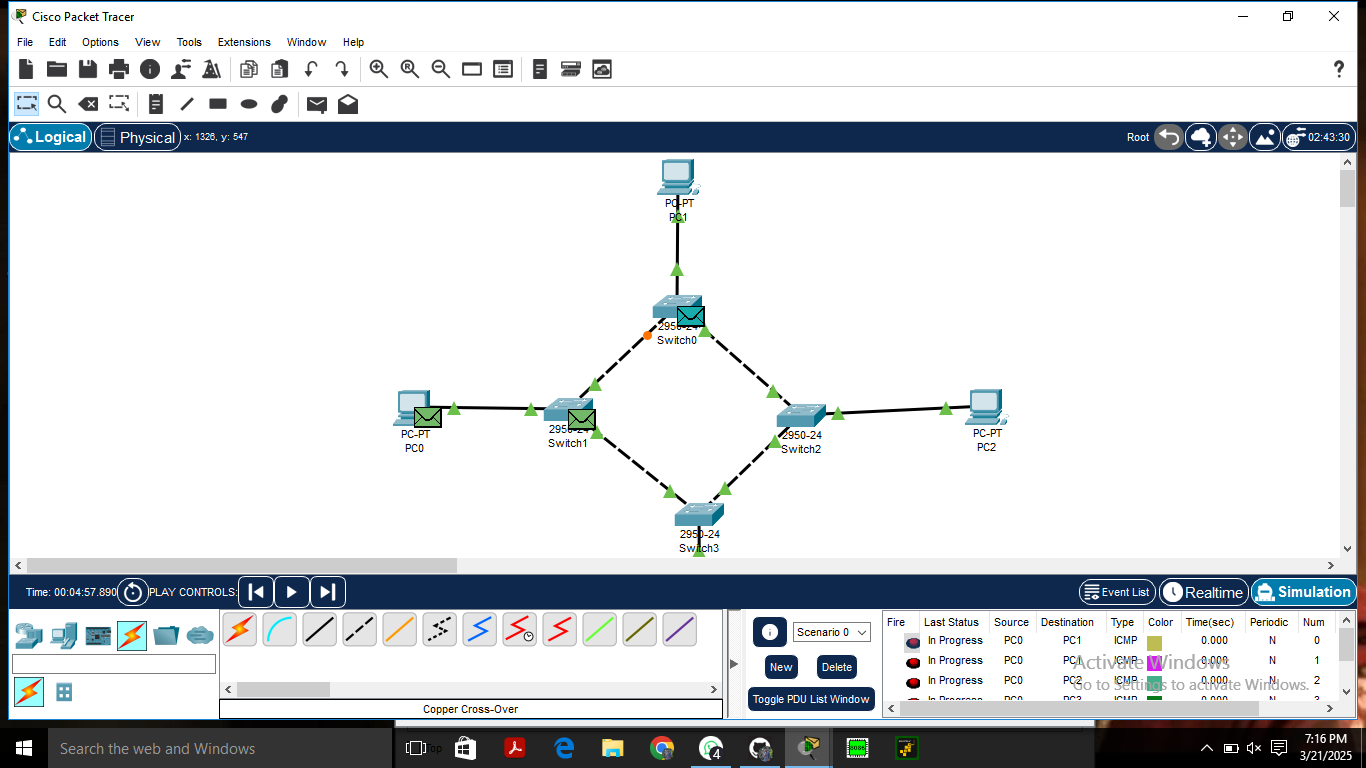 Cisco Packet Tracer
File Edit Options View Tools Extensions Window Help
Logical Physical x: 1326, y: 547 Root 02:43:30
PC-PT
PC1
2950-24
Switch0
PC-PT
PC0
2950-24
Switch1
2950-24
Switch2
PC-PT
PC2
2950-24
Switch3
Time: 00:04:57.890 PLAY CONTROLS: Event List Realtime Simulation
Scenario 0
New Delete
Toggle PDU List Window
Fire Last Status Source Destination Type Color Time(sec) Periodic Num
In Progress PC0 PC1 ICMP 0.000 N 0
In Progress PC0 PC1 ICMP 0.000 N 1
In Progress PC0 PC2 ICMP 0.000 N 2
In Progress PC0 PC3 ICMP 0.000 N 3
Activate Windows
Go to Settings to activate Windows.
Copper Cross-Over
Search the web and Windows
Top
4
8086
7:16 PM
3/21/2025